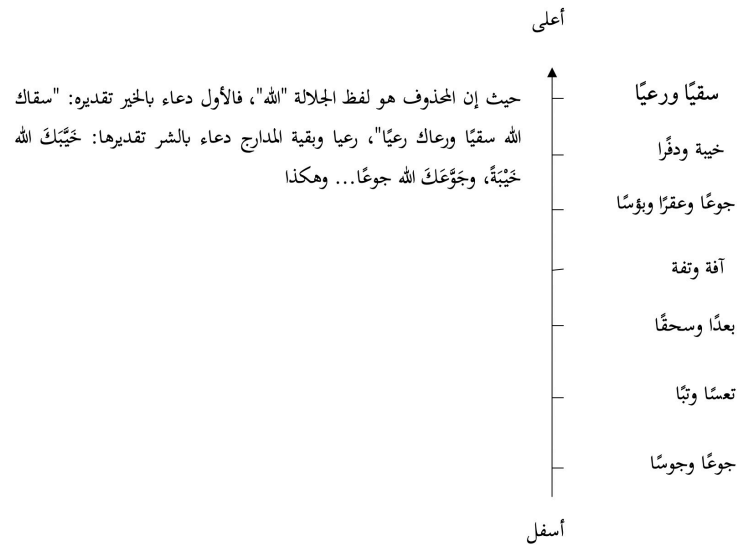 أعلى
سقيًا ورعيًا
حيث إن المحذوف هو لفظ الجلالة "الله"، فالأول دعاء بالخير تقديره: "سقاك
الله سقيًا ورعاك رعيًا"، رعيا وبقية المدارج دعاء بالشر تقديرها: خَيَّبَكَ الله
خَيْبَةً، وجَوَّعَكَ الله جوعًا... وهكذا
خيبة ودفًرا
جوعًا وعقرًا وبؤسًا
آفة وتفة
بعدًا وسحقًا
تعسًا وتبًا
جوعًا وجوسًا
أسفل